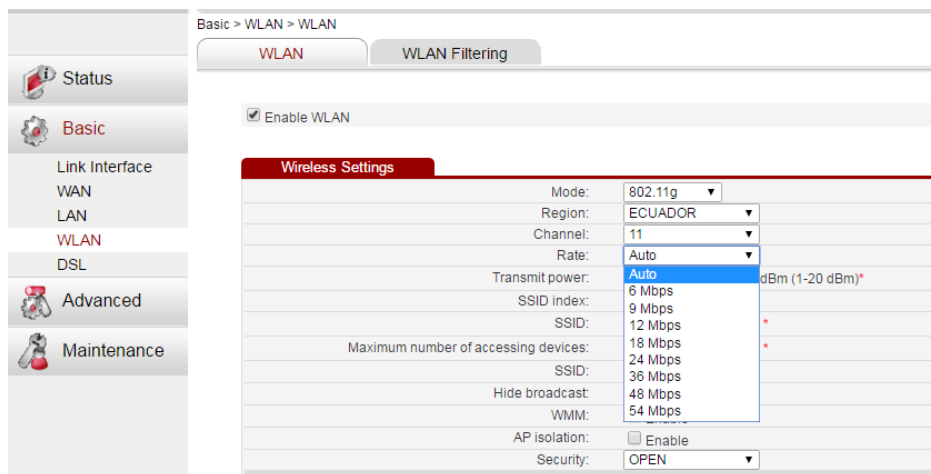 Basic > WLAN > WLAN
WLAN
WLAN Filtering
Status
Basic
Link Interface
WAN
LAN
WLAN
DSL
Advanced
Maintenance
Enable WLAN
Wireless Settings
Mode: 802.11g
Region: ECUADOR
Channel: 11
Rate: Auto
Auto
6 Mbps
9 Mbps
12 Mbps
18 Mbps
24 Mbps
36 Mbps
48 Mbps
54 Mbps
Transmit power: dBm (1-20 dBm)*
SSID index:
SSID: *
Maximum number of accessing devices: *
SSID:
Hide broadcast:
WMM:
AP isolation: Enable
Security: OPEN